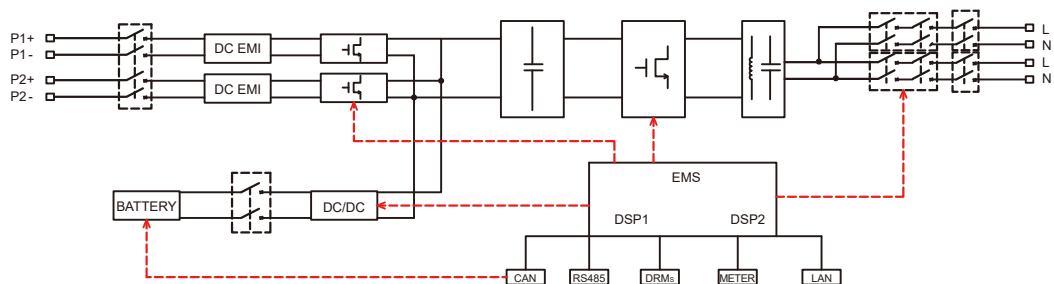 P1+
P1-
P2+
P2-
DC EMI
DC EMI
L
N
L
N
BATTERY
DC/DC
EMS
DSP1
DSP2
CAN
RS485
DRMs
METER
LAN